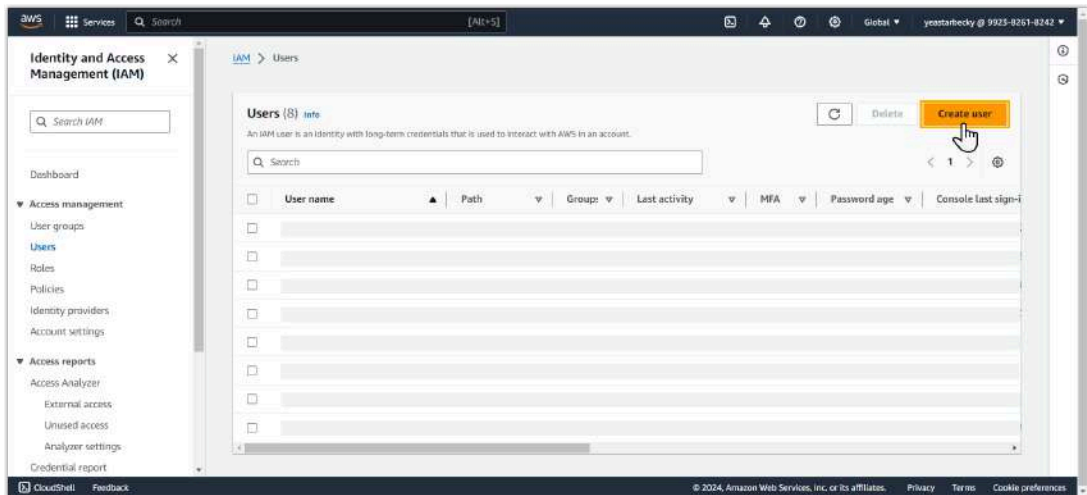 aws Services Search [Alt+S] Global yeastarbecky @ 9923-8261-8242
Identity and Access
Management (IAM)
Search IAM
Dashboard
Access management
User groups
Users
Roles
Policies
Identity providers
Account settings
Access reports
Access Analyzer
External access
Unused access
Analyzer settings
Credential report
IAM > Users
Users (8) Info
Delete
Create user
An IAM user is an identity with long-term credentials that is used to interact with AWS in an account.
Search
1
User name Path Group: Last activity MFA Password age Console last sign-i
CloudShell Feedback © 2024, Amazon Web Services, Inc. or its affiliates. Privacy Terms Cookie preferences